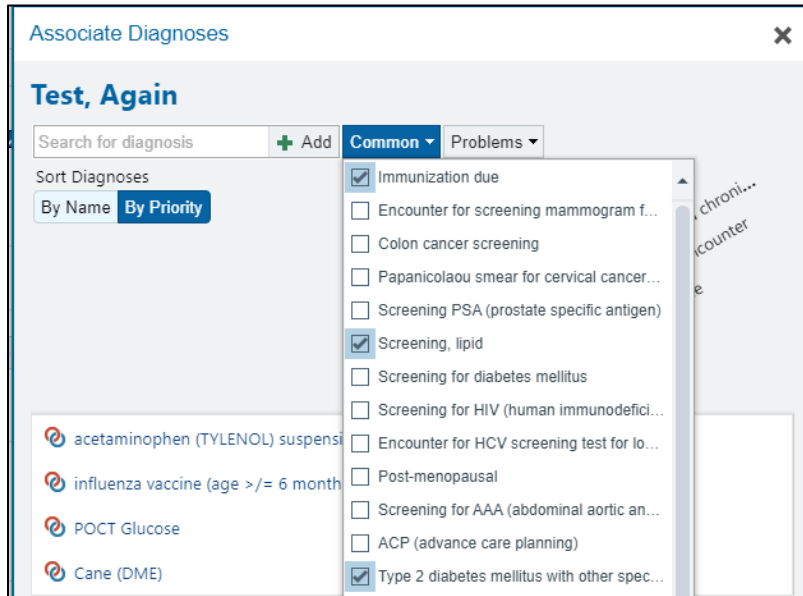 Associate Diagnoses
Test, Again
Search for diagnosis Add Common Problems
Sort Diagnoses
By Name By Priority
Immunization due
Encounter for screening mammogram f...
Colon cancer screening
Papanicolaou smear for cervical cancer...
Screening PSA (prostate specific antigen)
Screening, lipid
Screening for diabetes mellitus
Screening for HIV (human immunodefici...
Encounter for HCV screening test for lo...
Post-menopausal
Screening for AAA (abdominal aortic an...
ACP (advance care planning)
Type 2 diabetes mellitus with other spec...
chroni...
acetaminophen (TYLENOL) suspensi
influenza vaccine (age >/= 6 month
POCT Glucose
Cane (DME)